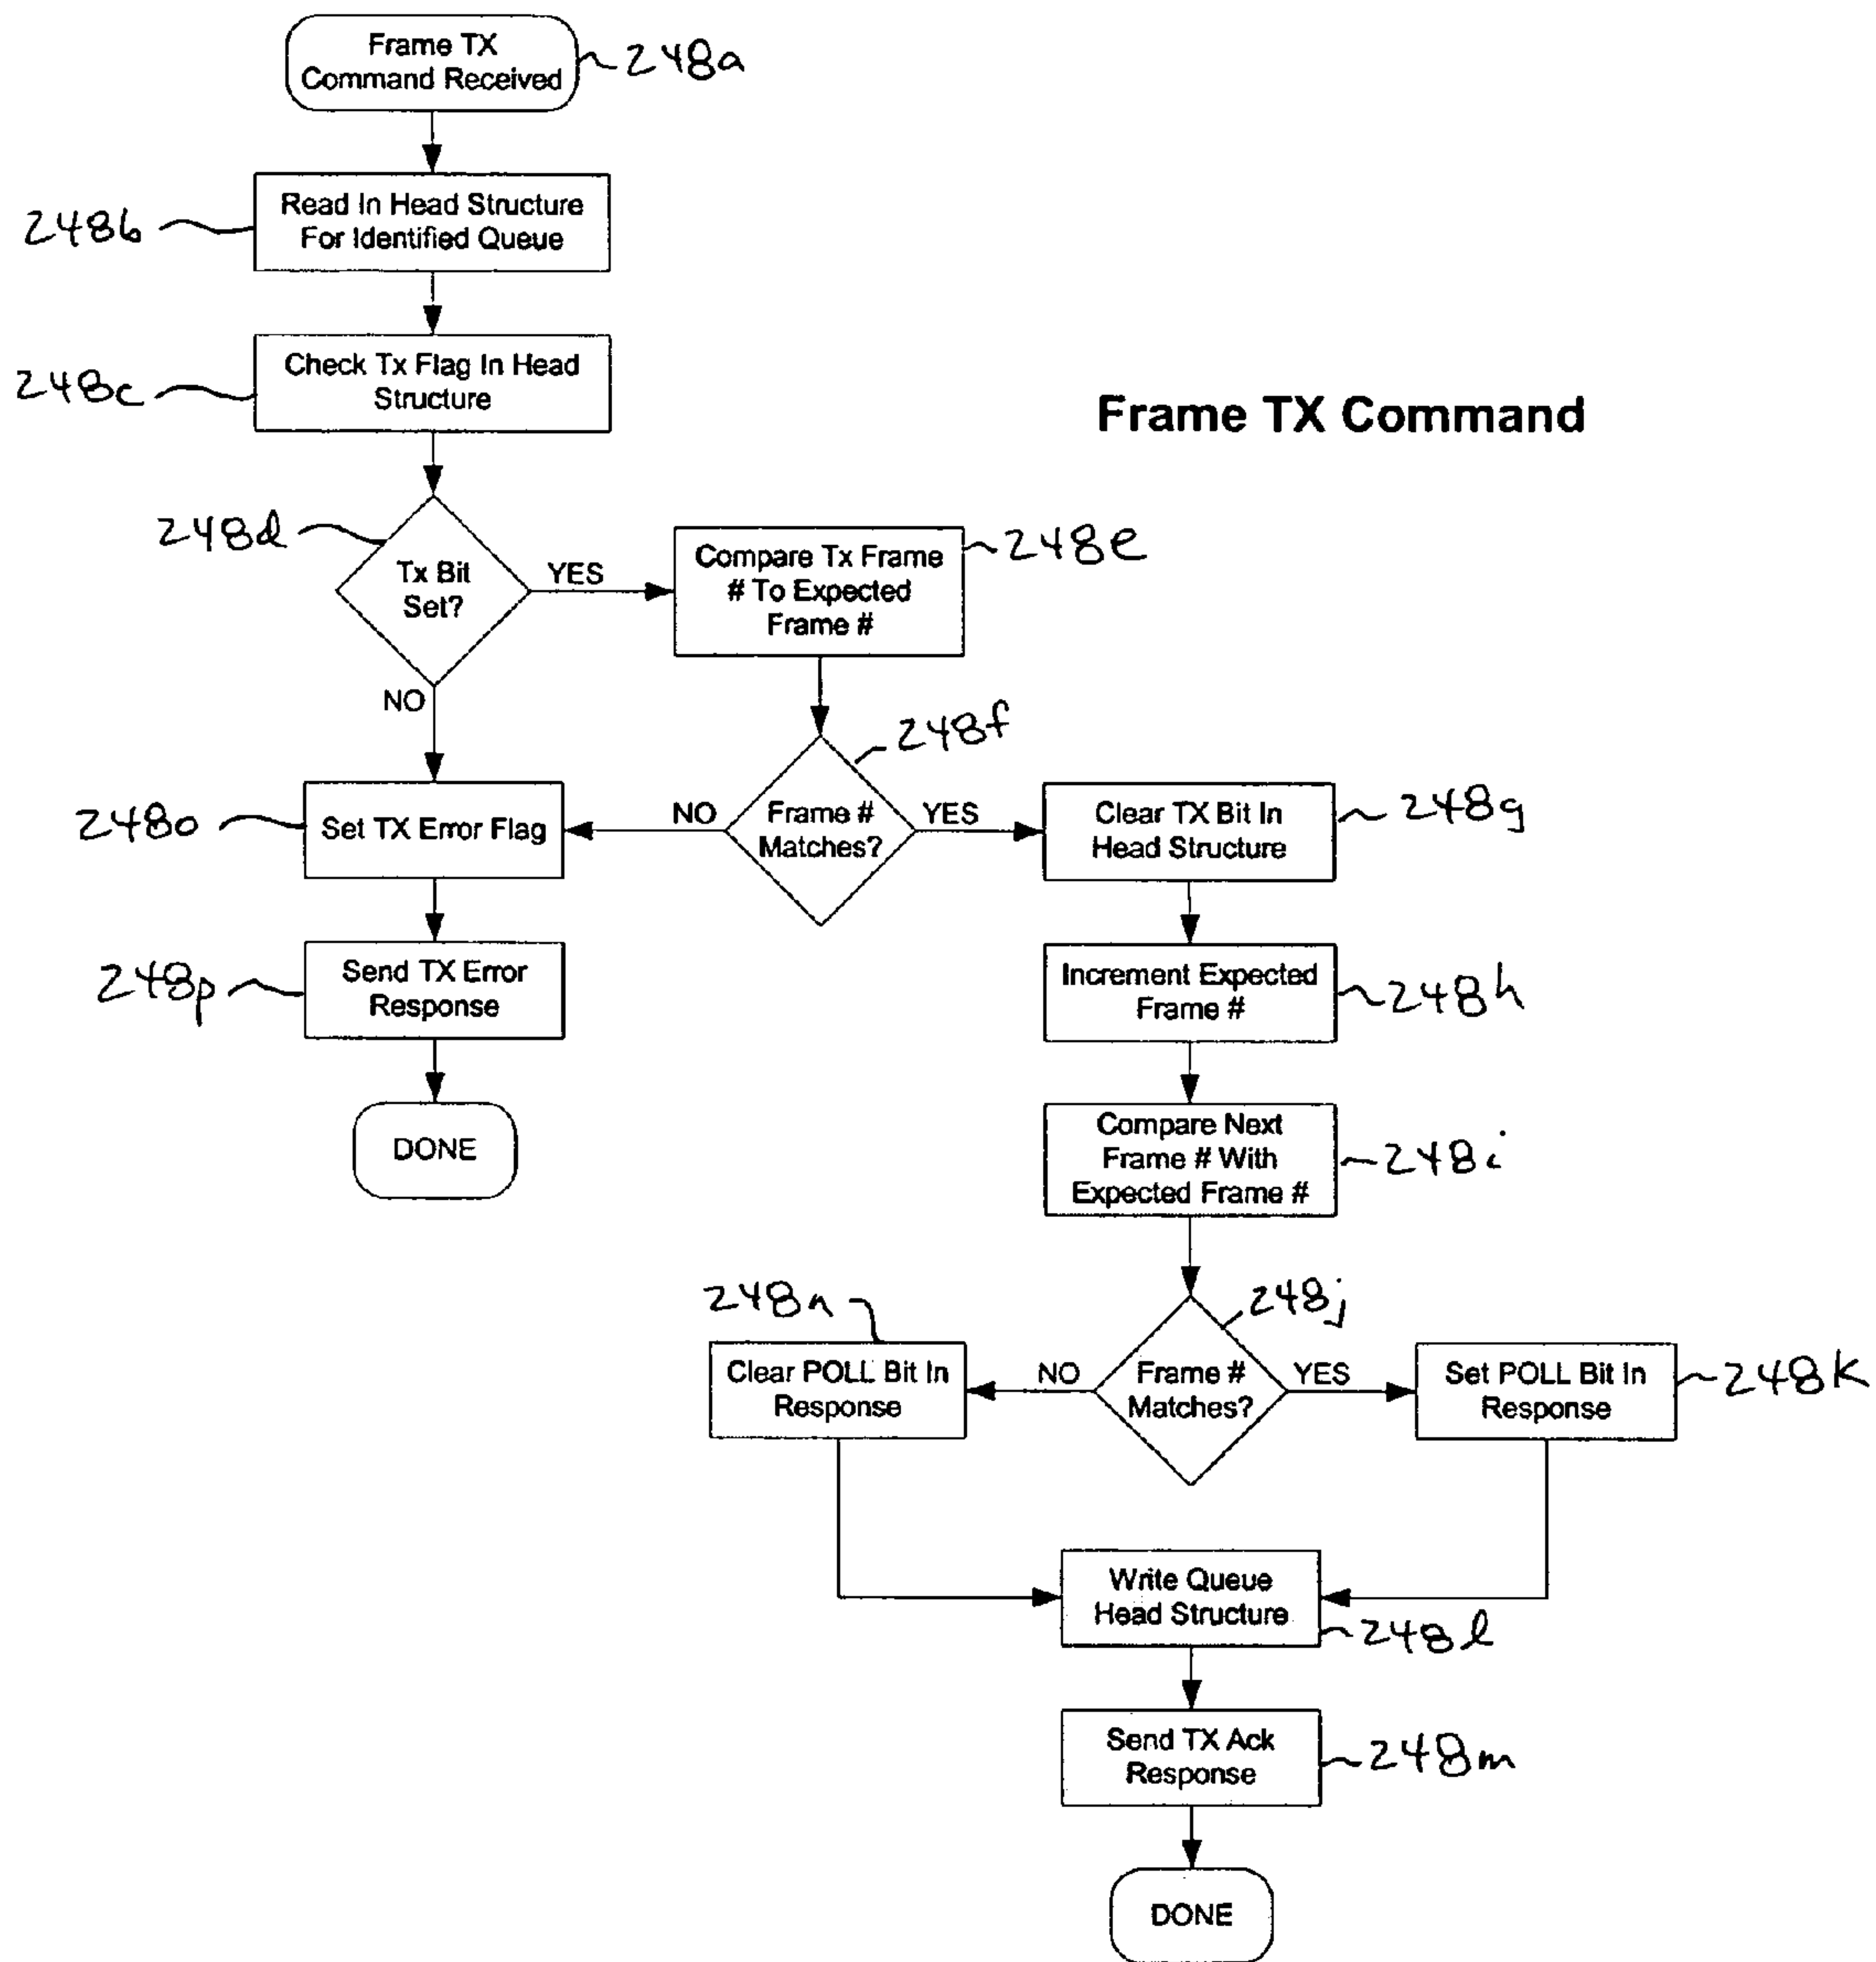 Frame TX
Command Received
248a
Read In Head Structure
For Identified Queue
248b
Check Tx Flag In Head
Structure
248c
Frame TX Command
Tx Bit
Set?
248d
YES
NO
Compare Tx Frame
# To Expected
Frame #
248e
Frame #
Matches?
248f
NO
YES
Set TX Error Flag
248o
Send TX Error
Response
248p
DONE
Clear TX Bit In
Head Structure
248g
Increment Expected
Frame #
248h
Compare Next
Frame # With
Expected Frame #
248i
Frame #
Matches?
248j
NO
YES
Clear POLL Bit In
Response
248n
Set POLL Bit In
Response
248k
Write Queue
Head Structure
248l
Send TX Ack
Response
248m
DONE